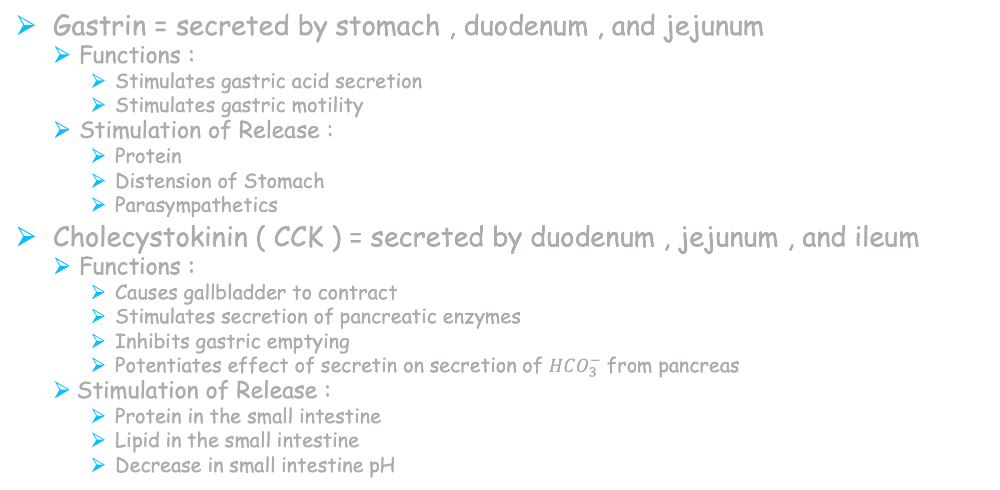 ➢ Gastrin = secreted by stomach , duodenum , and jejunum
➢ Functions :
➢ Stimulates gastric acid secretion
➢ Stimulates gastric motility
➢ Stimulation of Release :
➢ Protein
➢ Distension of Stomach
➢ Parasympathetics
➢ Cholecystokinin ( CCK ) = secreted by duodenum , jejunum , and ileum
➢ Functions :
➢ Causes gallbladder to contract
➢ Stimulates secretion of pancreatic enzymes
➢ Inhibits gastric emptying
➢ Potentiates effect of secretin on secretion of HCO₃⁻ from pancreas
➢ Stimulation of Release :
➢ Protein in the small intestine
➢ Lipid in the small intestine
➢ Decrease in small intestine pH